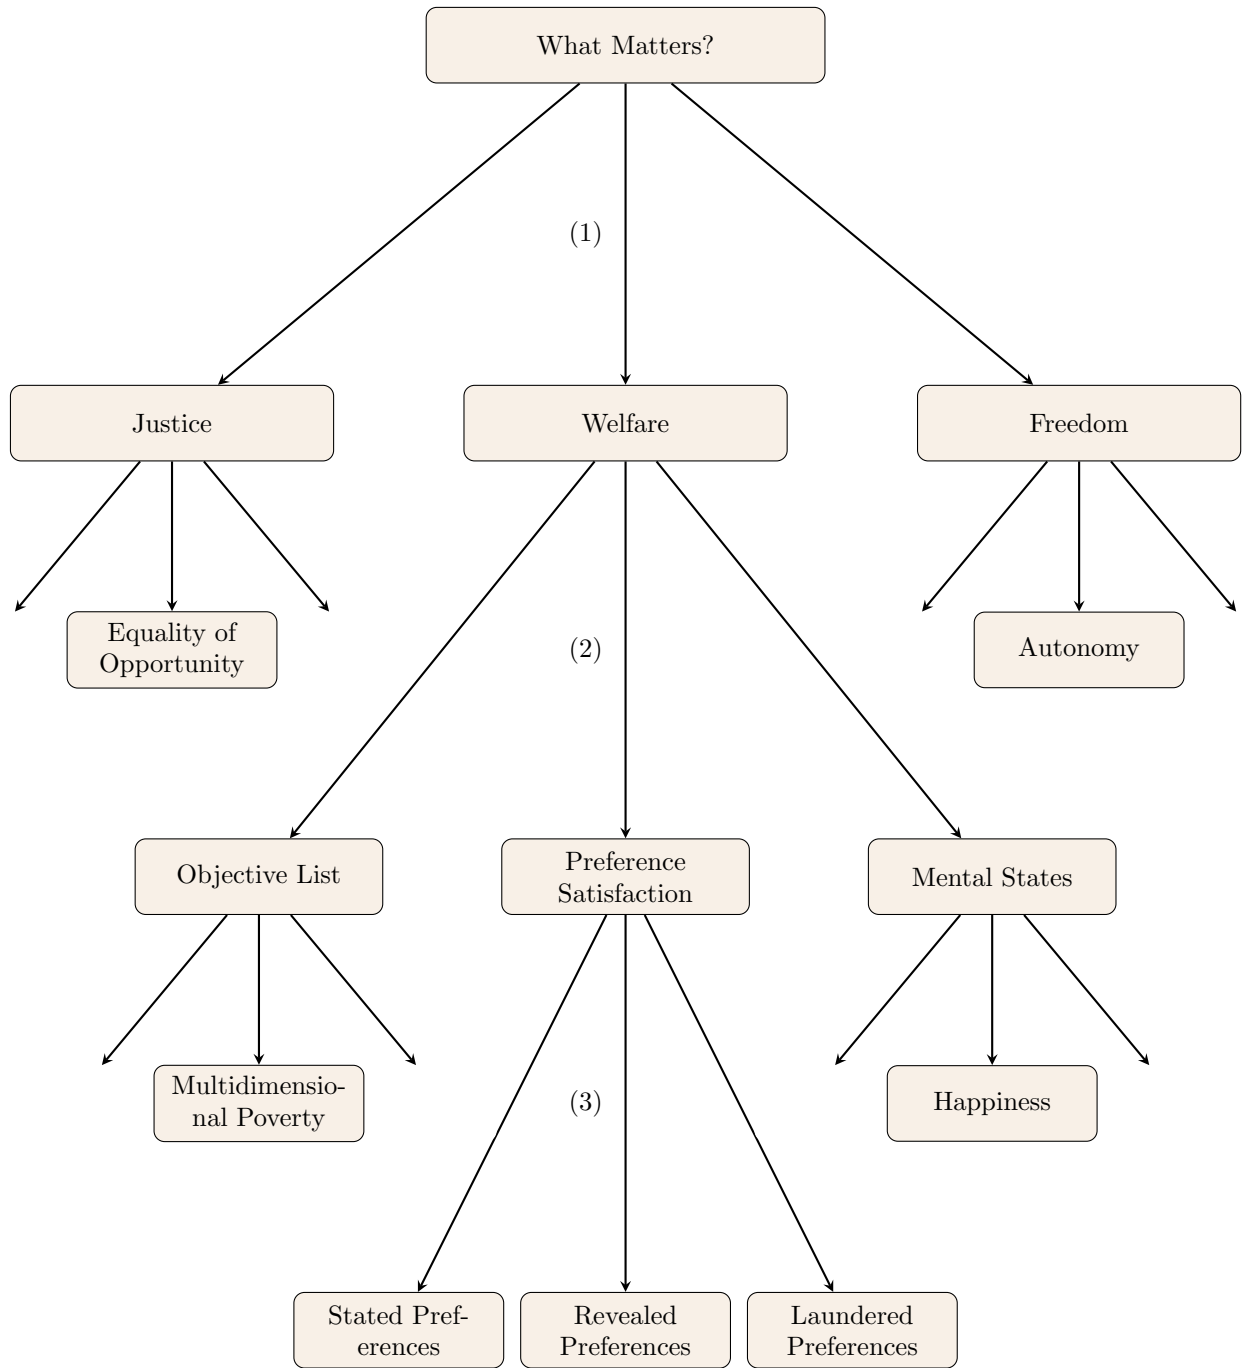 What Matters?
(1)
Justice
Welfare
Freedom
Equality of
Opportunity
(2)
Autonomy
Objective List
Preference
Satisfaction
Mental States
Multidimensio-
nal Poverty
(3)
Happiness
Stated Pref-
erences
Revealed
Preferences
Laundered
Preferences